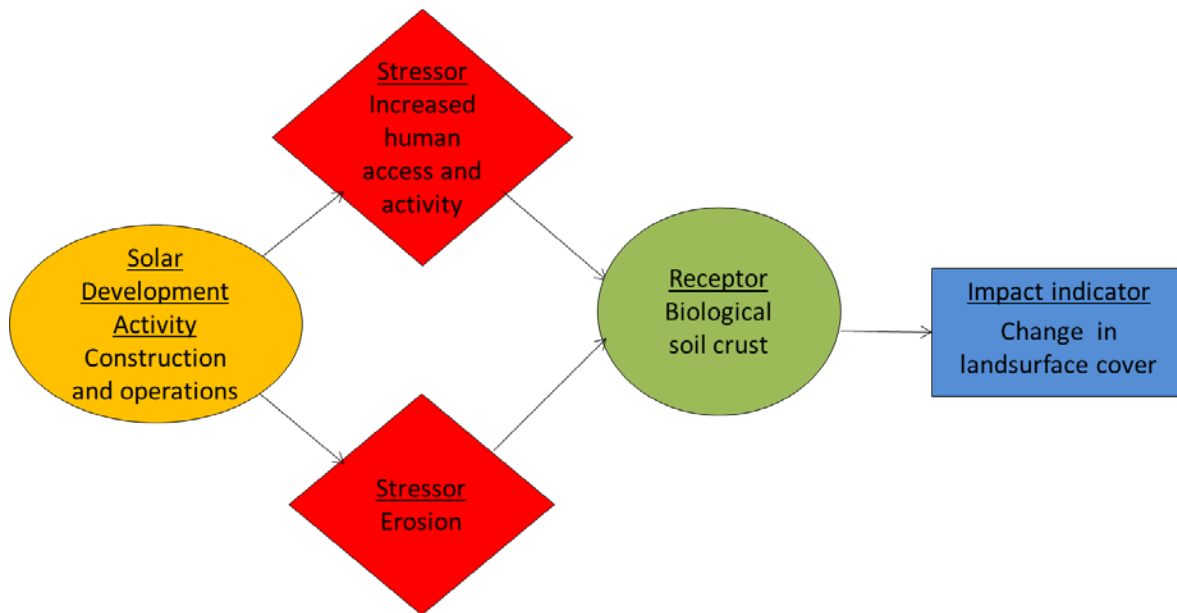 Stressor
Increased
human
access and
activity
Solar
Development
Activity
Construction
and operations
Stressor
Erosion
Receptor
Biological
soil crust
Impact indicator
Change in
landsurface cover